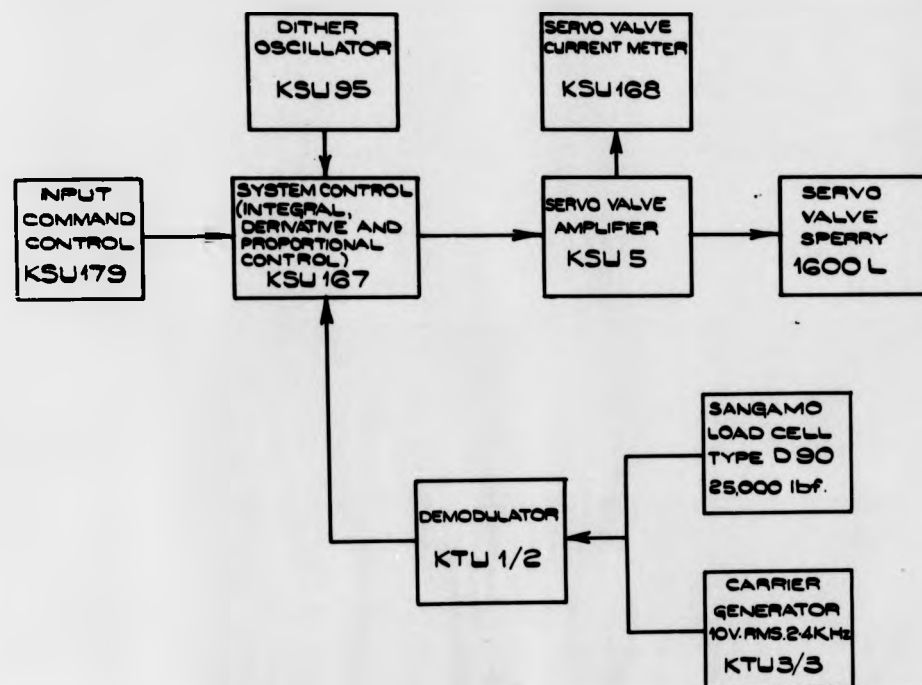 DITHER
OSCILLATOR
KSU 95
SERVO VALVE
CURRENT METER
KSU 168
INPUT
COMMAND
CONTROL
KSU 179
SYSTEM CONTROL
(INTEGRAL,
DERIVATIVE AND
PROPORTIONAL
CONTROL)
KSU 167
SERVO VALVE
AMPLIFIER
KSU 5
SERVO
VALVE
SPERRY
1600 L
SANGAMO
LOAD CELL
TYPE D 90
25,000 lbf.
DEMODULATOR
KTU 1/2
CARRIER
GENERATOR
10V. RMS. 2·4K.Hz
KTU 3/3